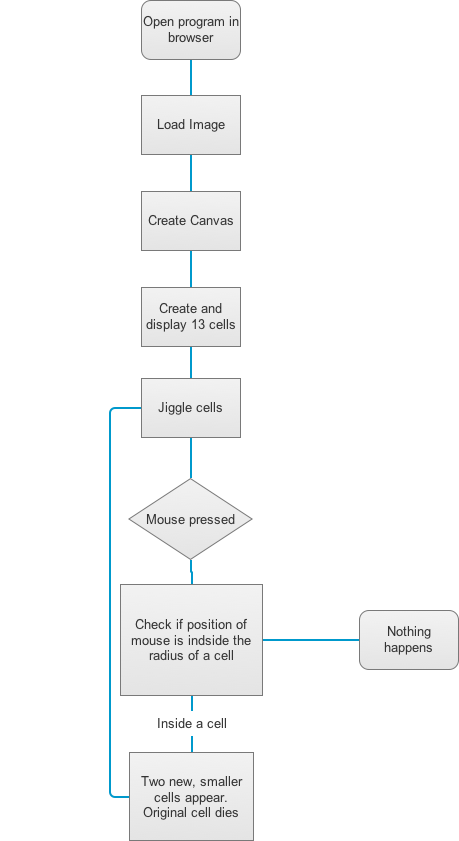 Open program in
browser
Load Image
Create Canvas
Create and
display 13 cells
Jiggle cells
Mouse pressed
Check if position of
mouse is indside the
radius of a cell
Nothing
happens
Inside a cell
Two new, smaller
cells appear.
Original cell dies